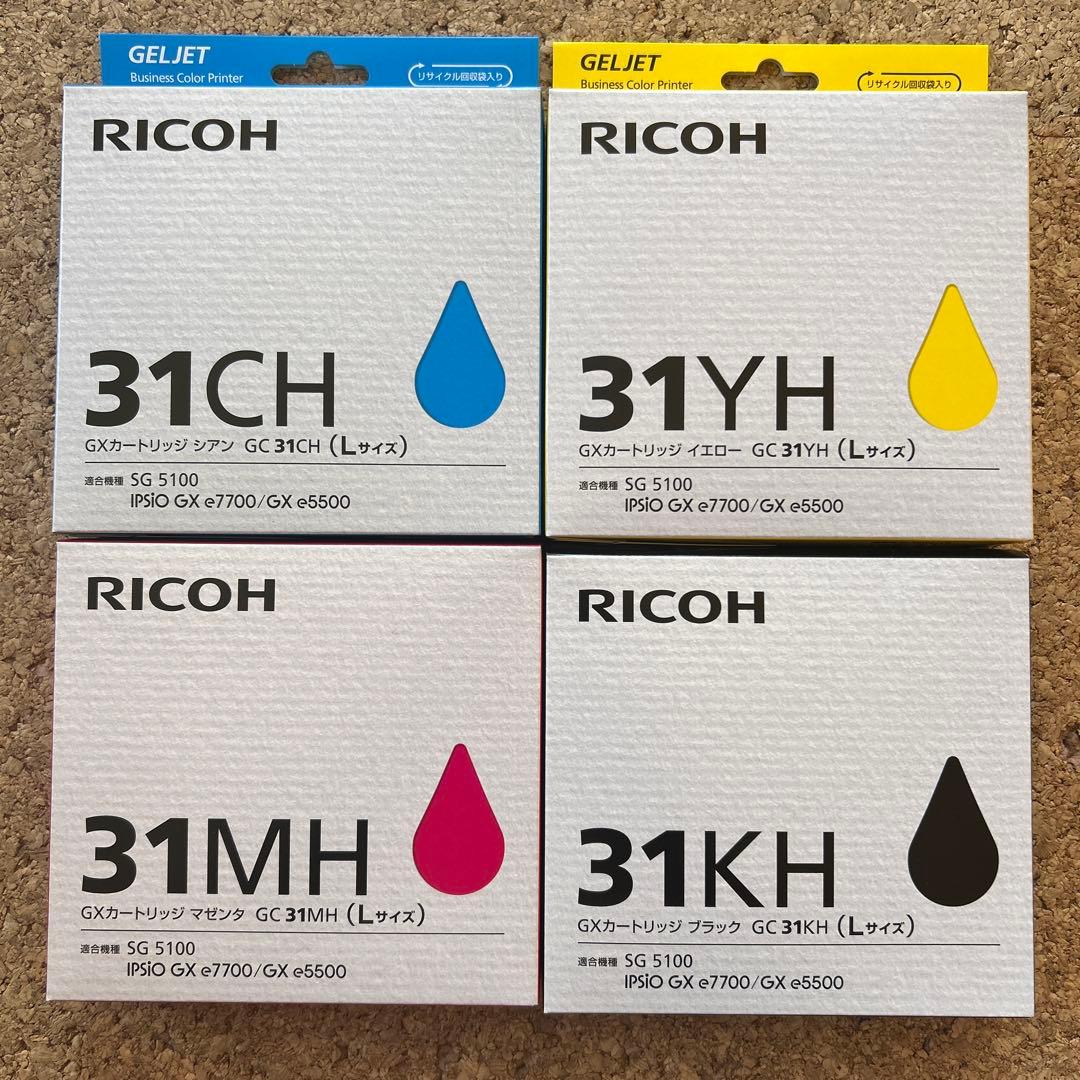 GELJET
Business Color Printer
リサイクル回収袋入り
RICOH
31CH
GXカートリッジ シアン GC 31CH (Lサイズ)
適合機種 SG 5100
IPSiO GX e7700/GX e5500
GELJET
Business Color Printer
リサイクル回収袋入り
RICOH
31YH
GXカートリッジ イエロー GC 31YH (Lサイズ)
適合機種 SG 5100
IPSiO GX e7700/GX e5500
RICOH
31MH
GXカートリッジ マゼンタ GC 31MH (Lサイズ)
適合機種 SG 5100
IPSiO GX e7700/GX e5500
RICOH
31KH
GXカートリッジ ブラック GC 31KH (Lサイズ)
適合機種 SG 5100
IPSiO GX e7700/GX e5500